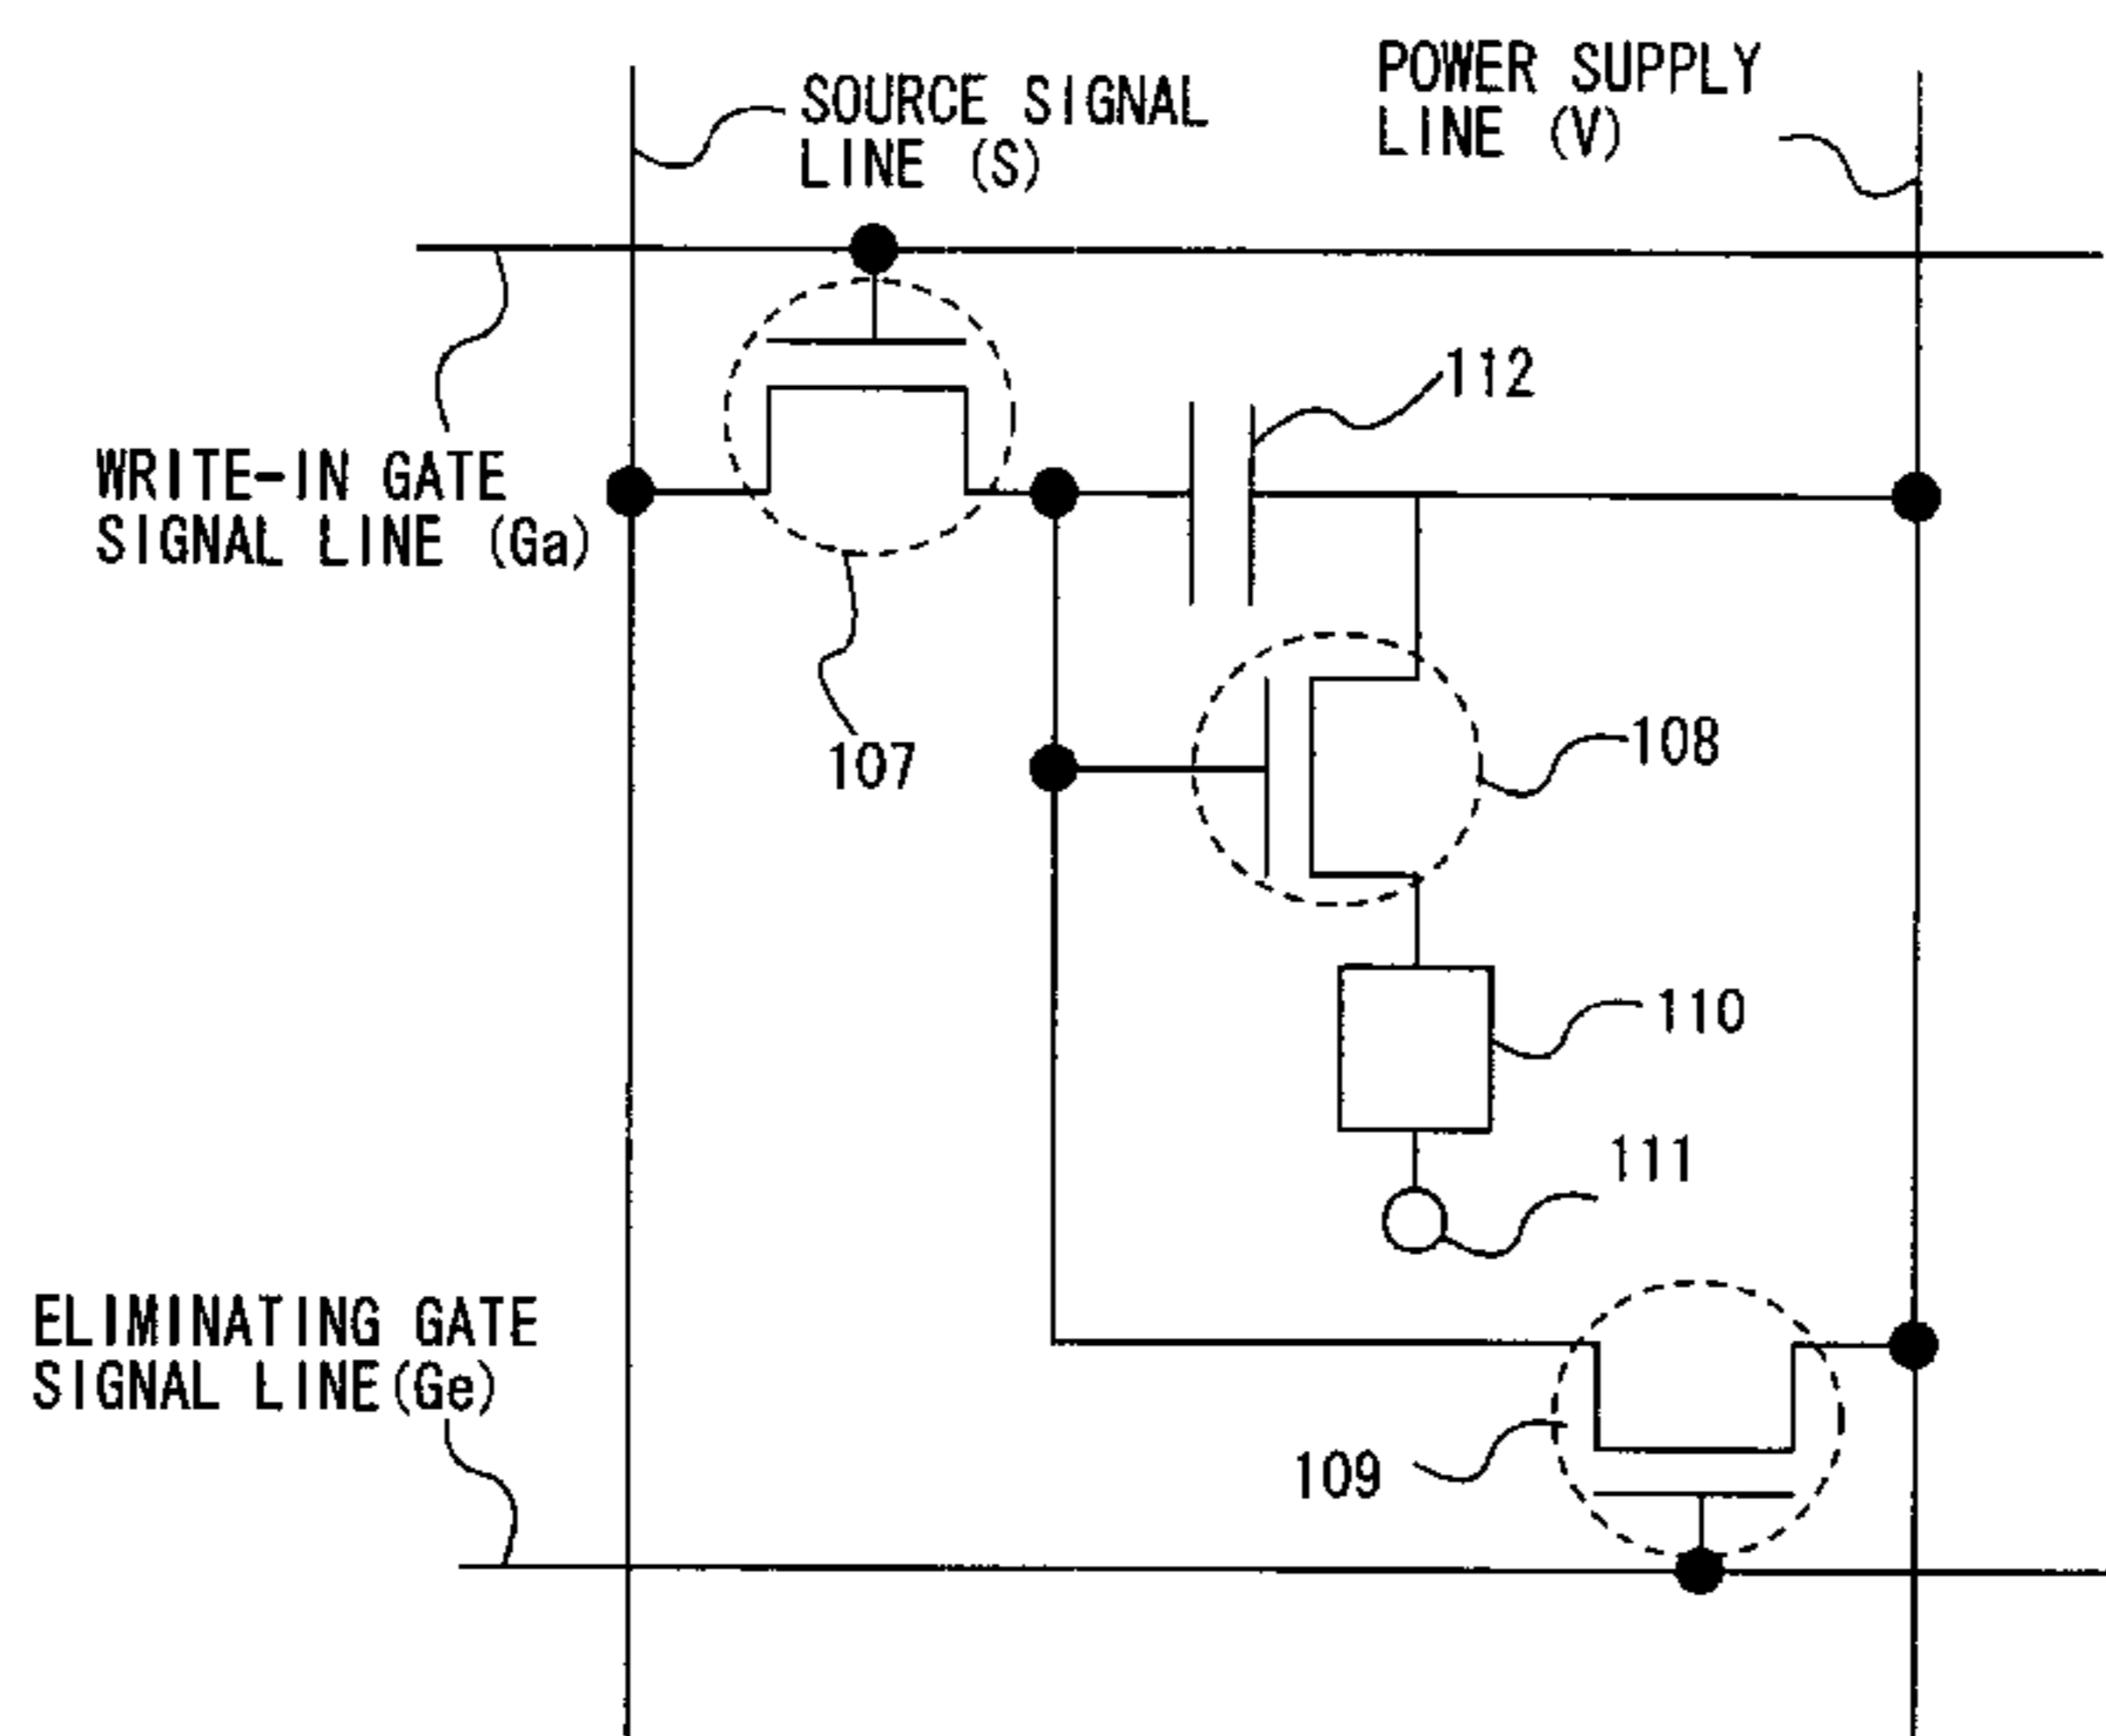 SOURCE SIGNAL
LINE (S)
POWER SUPPLY
LINE (V)
112
WRITE-IN GATE
SIGNAL LINE (Ga)
107
108
110
111
ELIMINATING GATE
SIGNAL LINE(Ge)
109